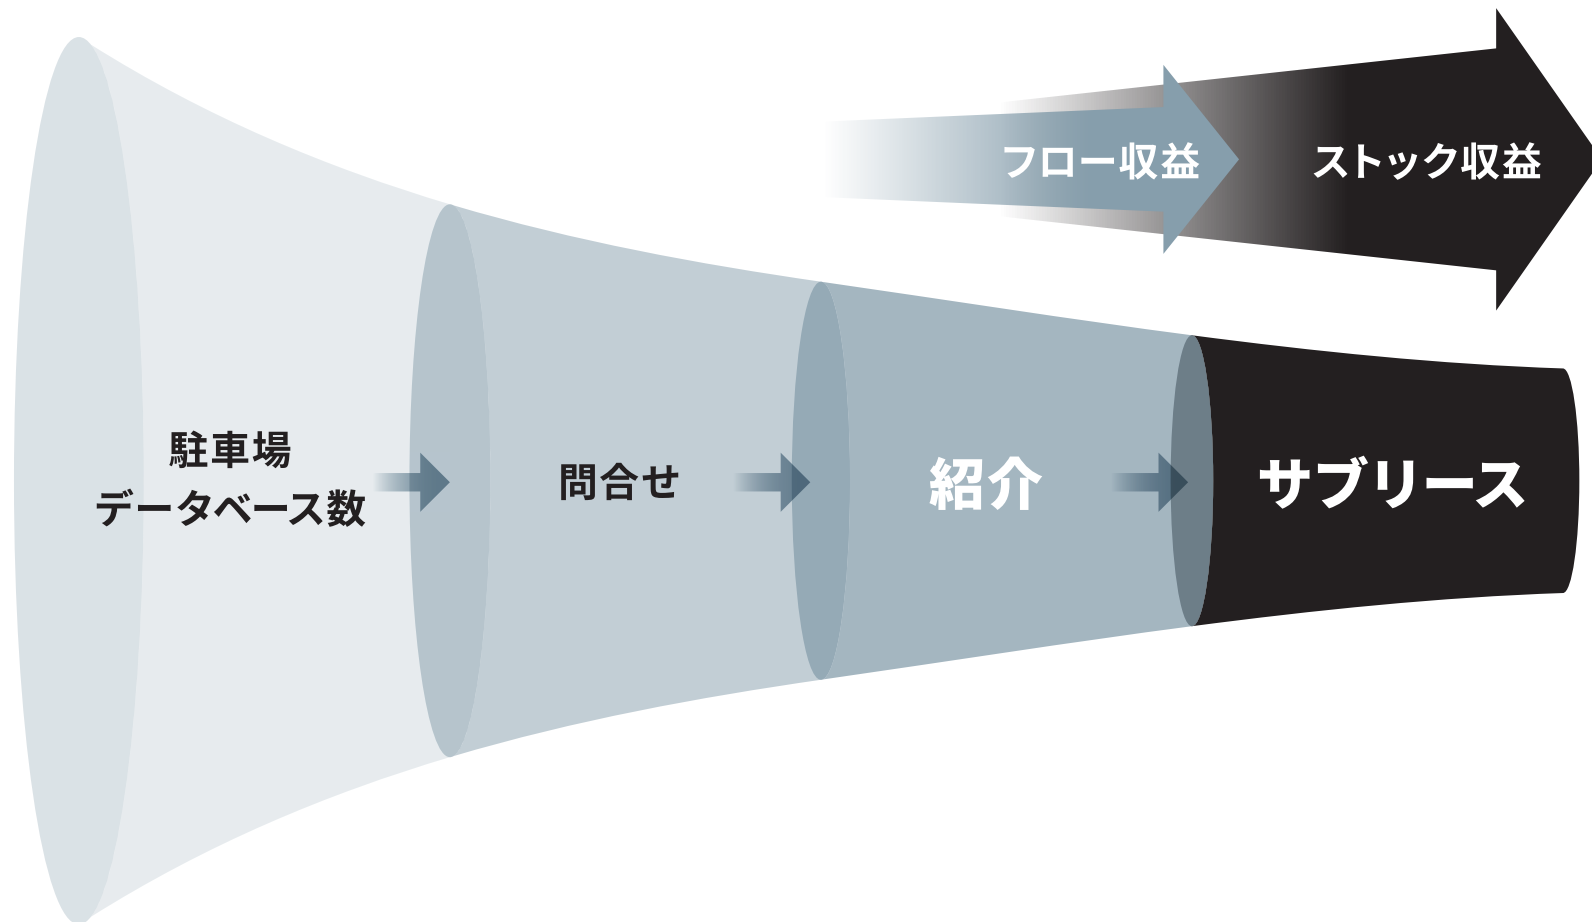 フロー収益
ストック収益
駐車場
データベース数
問合せ
紹介
サブリース